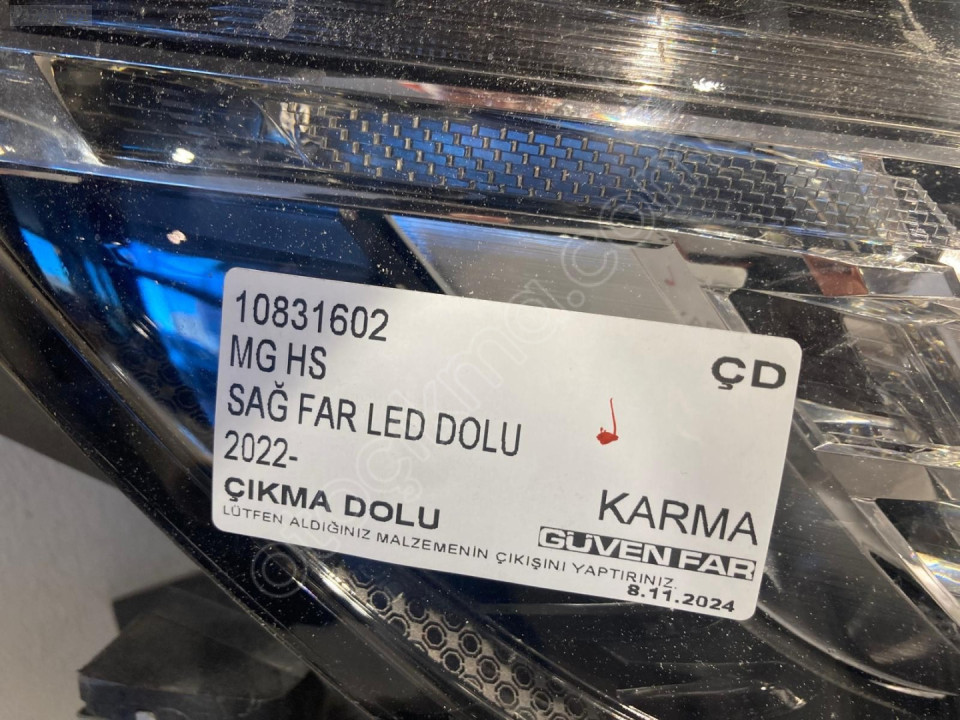 10831602
MG HS
SAĞ FAR LED DOLU
2022-
ÇIKMA DOLU
LÜTFEN ALDIĞINIZ MALZEMENİN ÇIKIŞINI YAPTIRINIZ.
ÇD
KARMA
GÜVEN FAR
8.11.2024